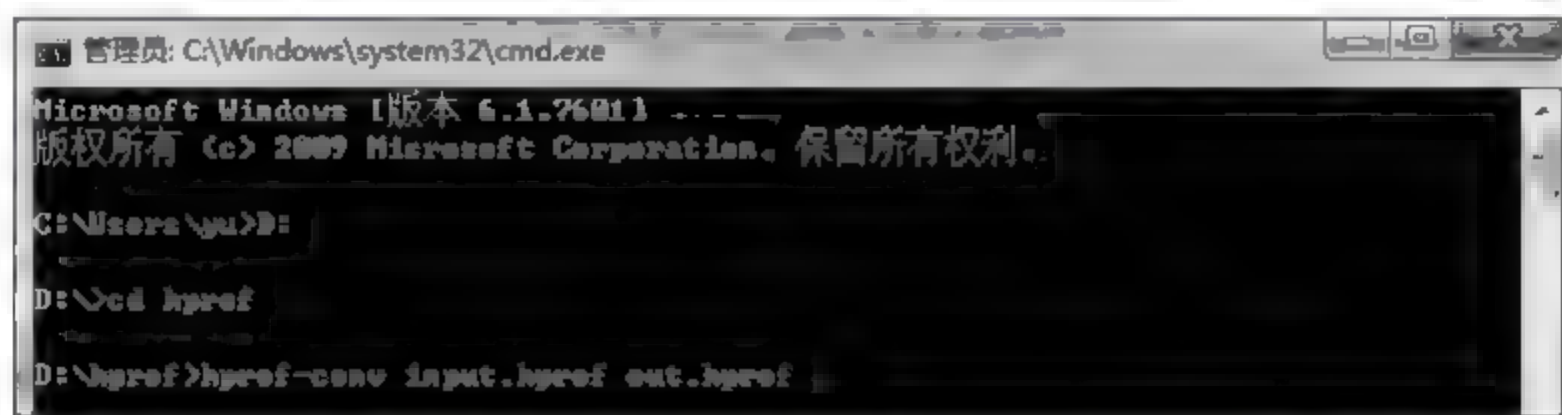 管理员: C:\Windows\system32\cmd.exe
Microsoft Windows [版本 6.1.7601]
版权所有 (c) 2009 Microsoft Corporation。保留所有权利。
C:\Users\yu>D:
D:\>cd hprof
D:\hprof>hprof-conv input.hprof out.hprof